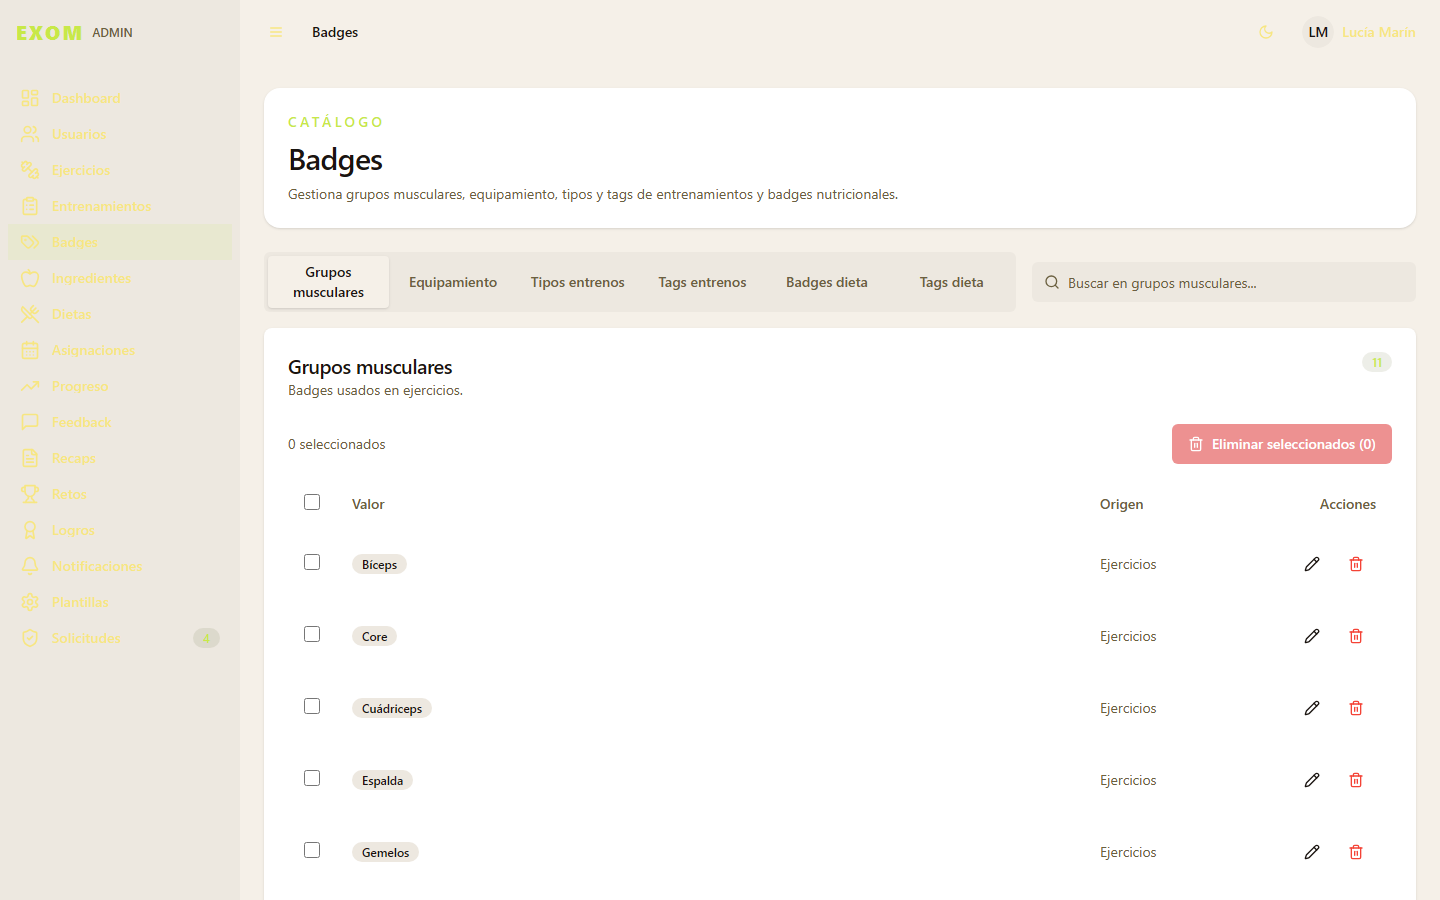 EXOM ADMIN
Badges
LM Lucía Marín
Dashboard
Usuarios
Ejercicios
Entrenamientos
Badges
Ingredientes
Dietas
Asignaciones
Progreso
Feedback
Recaps
Retos
Logros
Notificaciones
Plantillas
Solicitudes 4
CATÁLOGO
Badges
Gestiona grupos musculares, equipamiento, tipos y tags de entrenamientos y badges nutricionales.
Grupos
musculares
Equipamiento
Tipos entrenos
Tags entrenos
Badges dieta
Tags dieta
Buscar en grupos musculares...
Grupos musculares
11
Badges usados en ejercicios.
0 seleccionados
Eliminar seleccionados (0)
Valor Origen Acciones
Bíceps Ejercicios
Core Ejercicios
Cuádriceps Ejercicios
Espalda Ejercicios
Gemelos Ejercicios